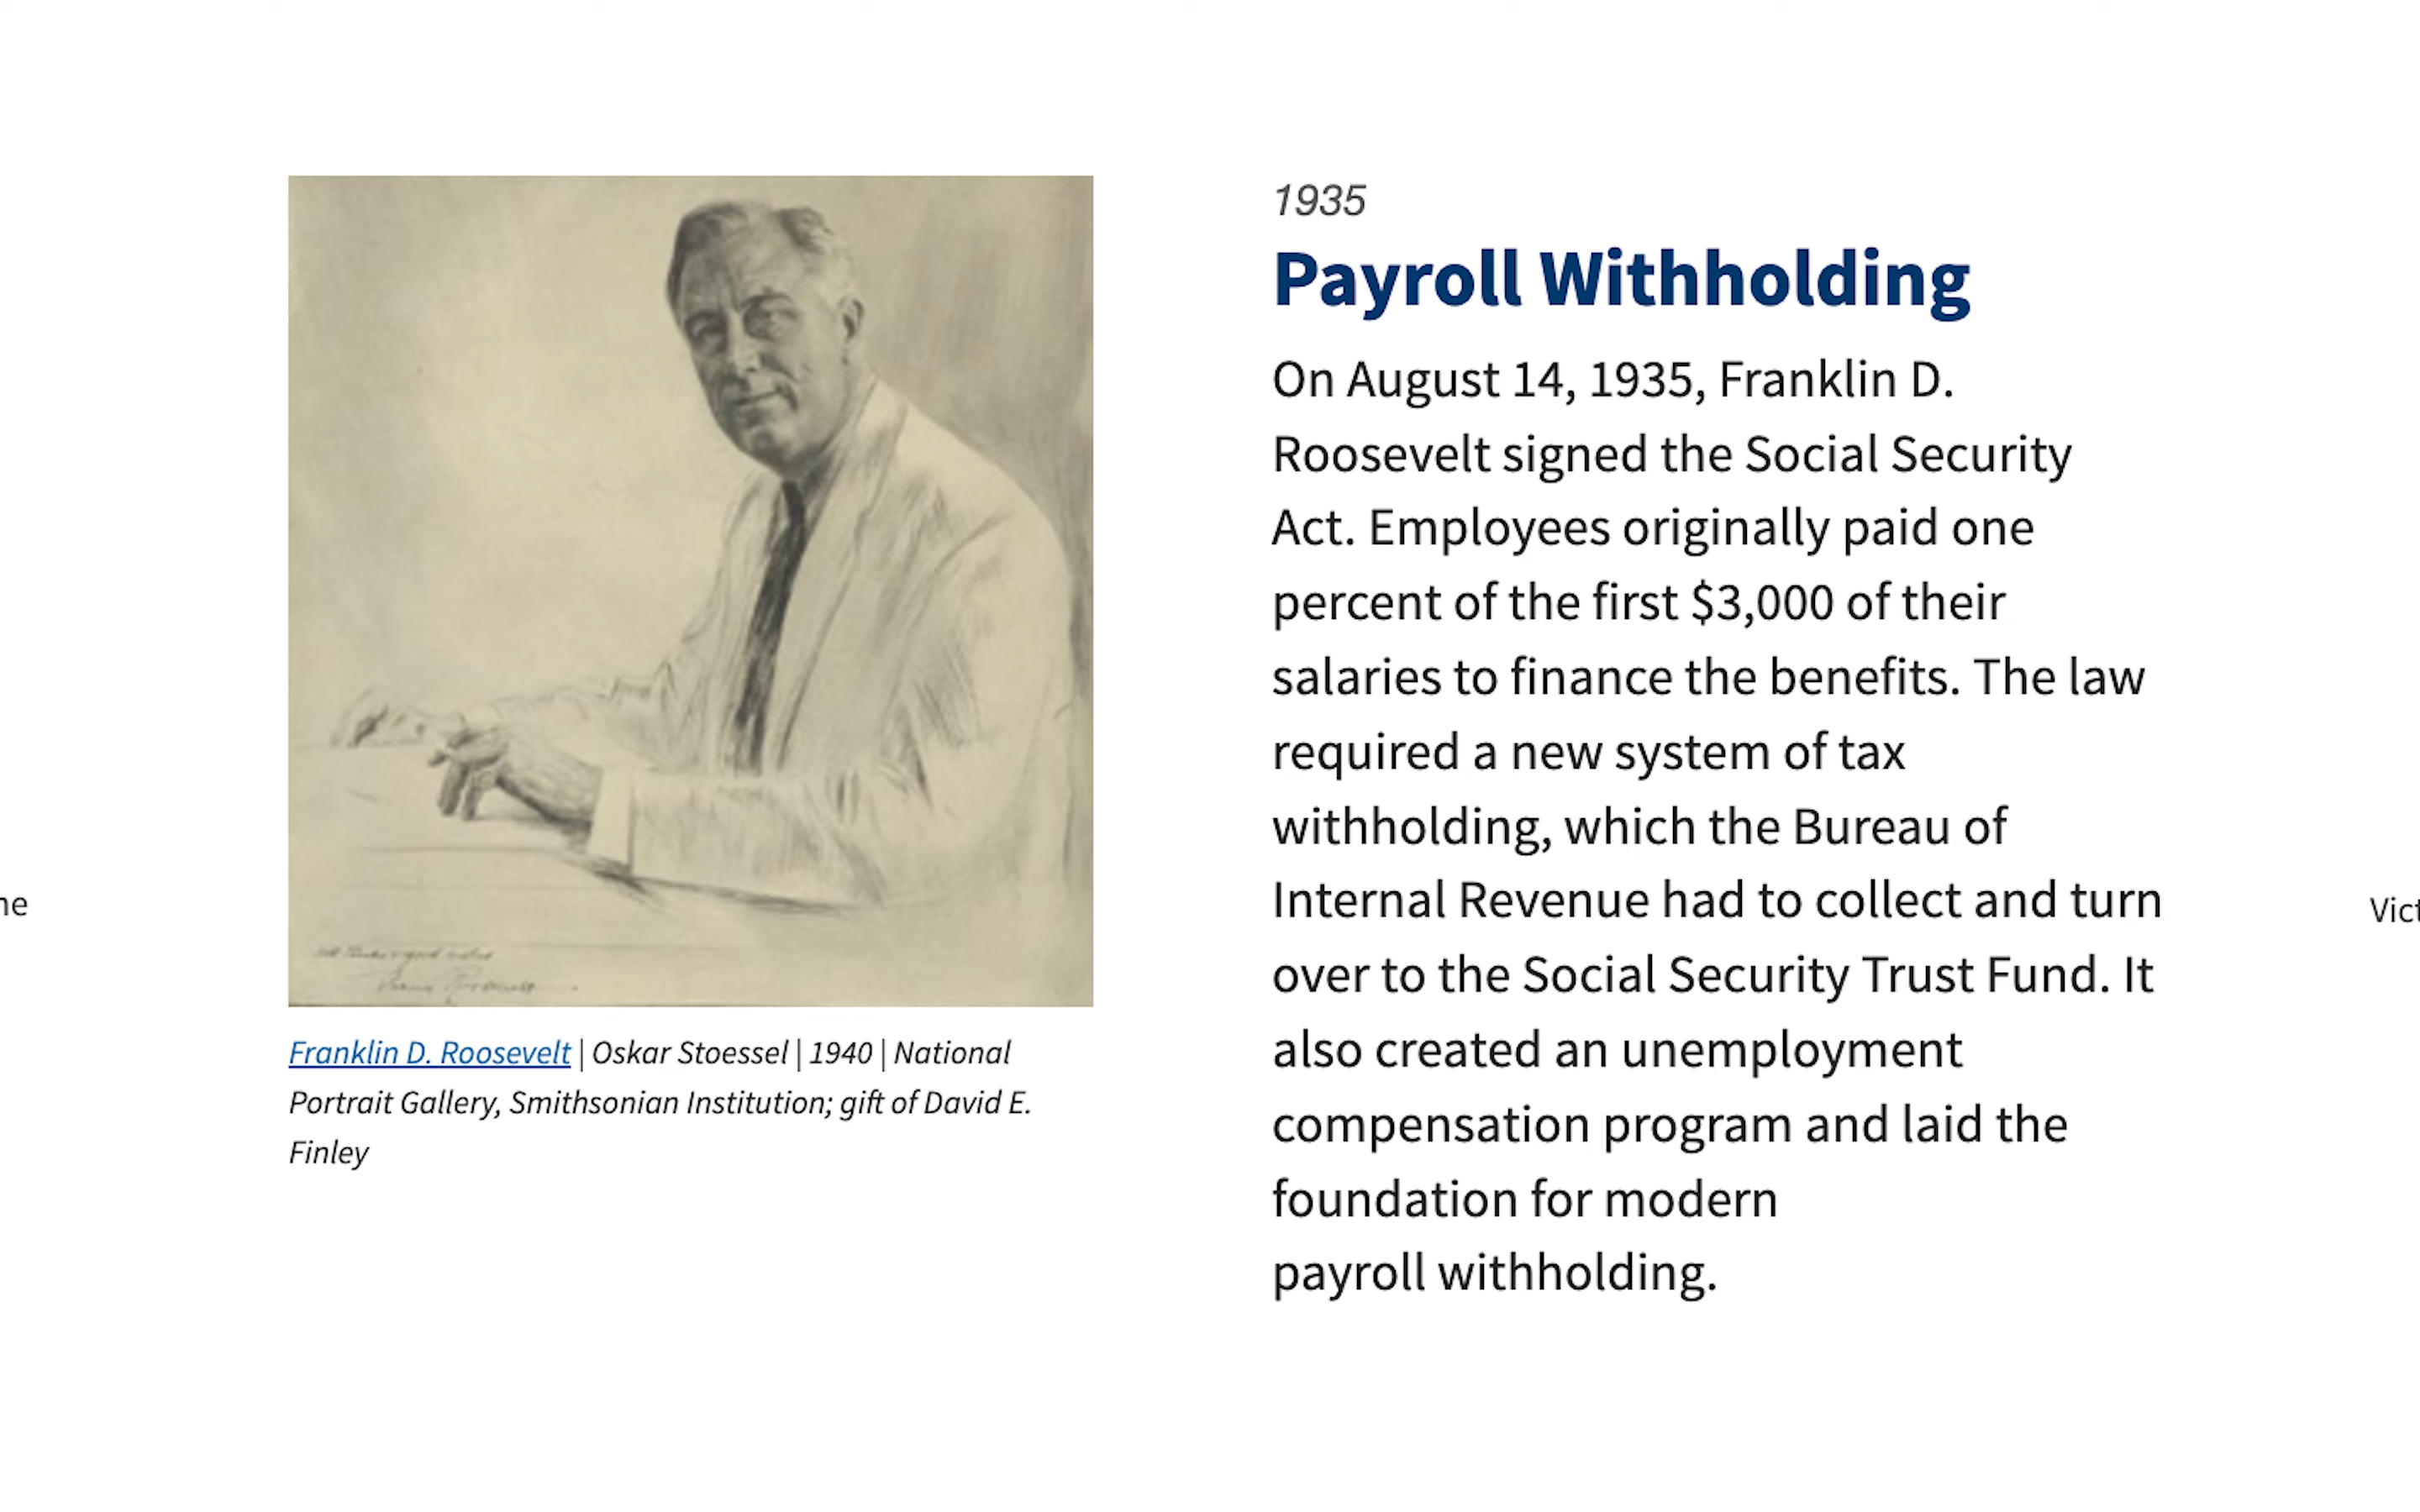 1935
Payroll Withholding
On August 14, 1935, Franklin D.
Roosevelt signed the Social Security
Act. Employees originally paid one
percent of the first $3,000 of their
salaries to finance the benefits. The law
required a new system of tax
withholding, which the Bureau of
Internal Revenue had to collect and turn
over to the Social Security Trust Fund. It
also created an unemployment
compensation program and laid the
foundation for modern
payroll withholding.
Franklin D. Roosevelt | Oskar Stoessel | 1940 | National
Portrait Gallery, Smithsonian Institution; gift of David E.
Finley